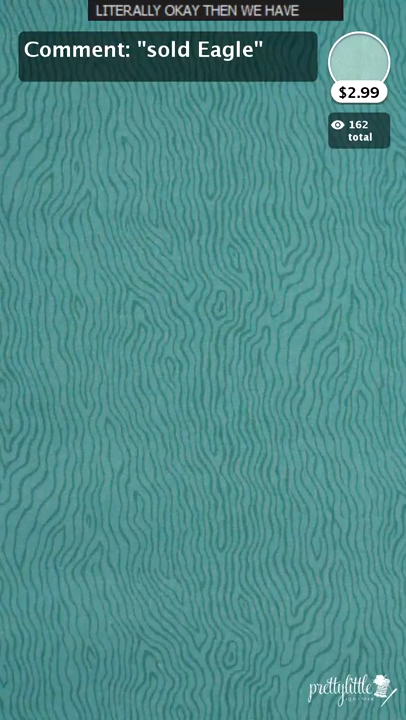 LITERALLY OKAY THEN WE HAVE
Comment: "sold Eagle"
$2.99
162
total
prettylittle